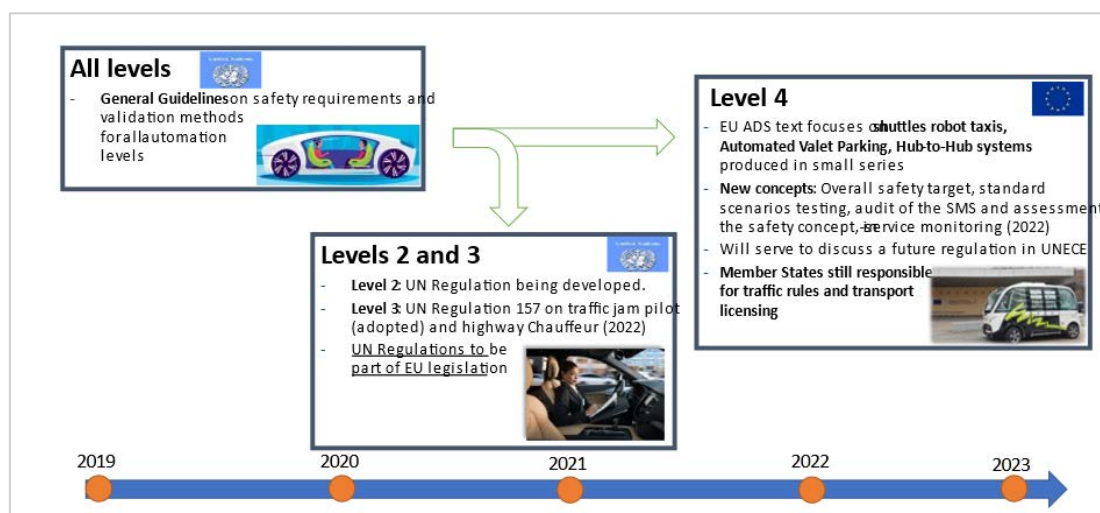 All levels
- General Guidelineson safety requirements and
validation methods
forallautomation
levels
Level 4
- EU ADS text focuses on shuttles robot taxis,
Automated Valet Parking, Hub-to-Hub systems
produced in small series
- New concepts: Overall safety target, standard
scenarios testing, audit of the SMS and assessment
the safety concept, in-service monitoring (2022)
- Will serve to discuss a future regulation in UNECE
- Member States still responsible
for traffic rules and transport
licensing
Levels 2 and 3
- Level 2: UN Regulation being developed.
- Level 3: UN Regulation 157 on traffic jam pilot
(adopted) and highway Chauffeur (2022)
- UN Regulations to be
part of EU legislation
2019 2020 2021 2022 2023